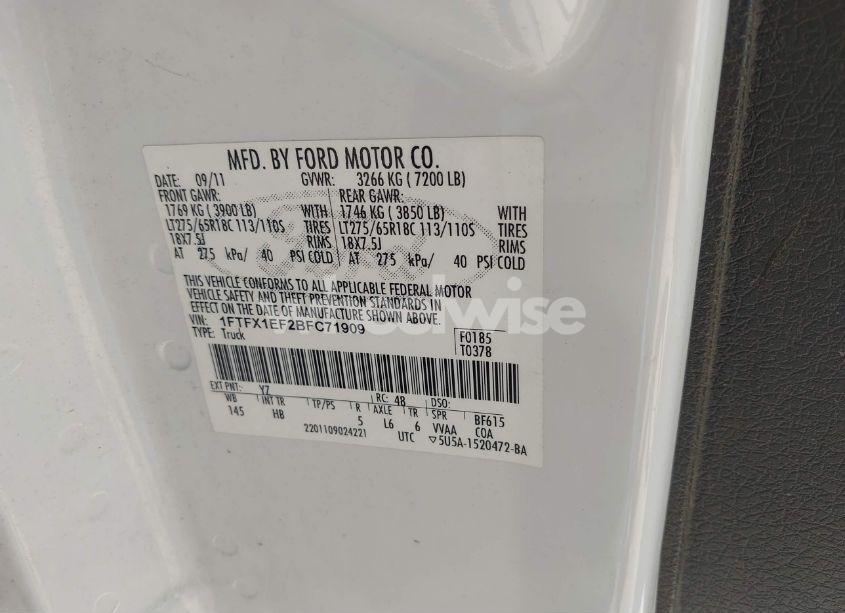 MFD. BY FORD MOTOR CO.
DATE: 09/11 GVWR: 3266 KG ( 7200 LB)
FRONT GAWR: REAR GAWR:
1769 KG ( 3900 LB) WITH 1746 KG ( 3850 LB) WITH
LT275/65R18C 113/110S TIRES LT275/65R18C 113/110S TIRES
18X7.5J RIMS 18X7.5J RIMS
AT 275 kPa/ 40 PSI COLD AT 275 kPa/ 40 PSI COLD
THIS VEHICLE CONFORMS TO ALL APPLICABLE FEDERAL MOTOR
VEHICLE SAFETY AND THEFT PREVENTION STANDARDS IN
EFFECT ON THE DATE OF MANUFACTURE SHOWN ABOVE.
VIN: 1FTFX1EF2BFC71909 F0185
TYPE: Truck T0378
EXT PNT: YZ RC: 48 DSO:
WB INT TR TP/PS R AXLE TR SPR BF615
145 HB 5 L6 6 VVAA COA
2201109024221 UTC ▽5U5A-1520472-BA